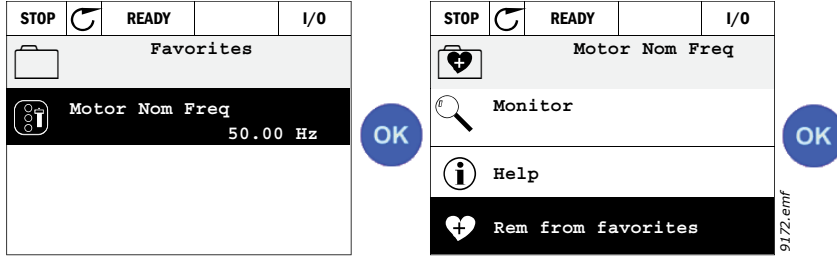 STOP READY I/O
Favorites
Motor Nom Freq
50.00 Hz
OK
STOP READY I/O
Motor Nom Freq
Monitor
Help
Rem from favorites
OK
9172.emf